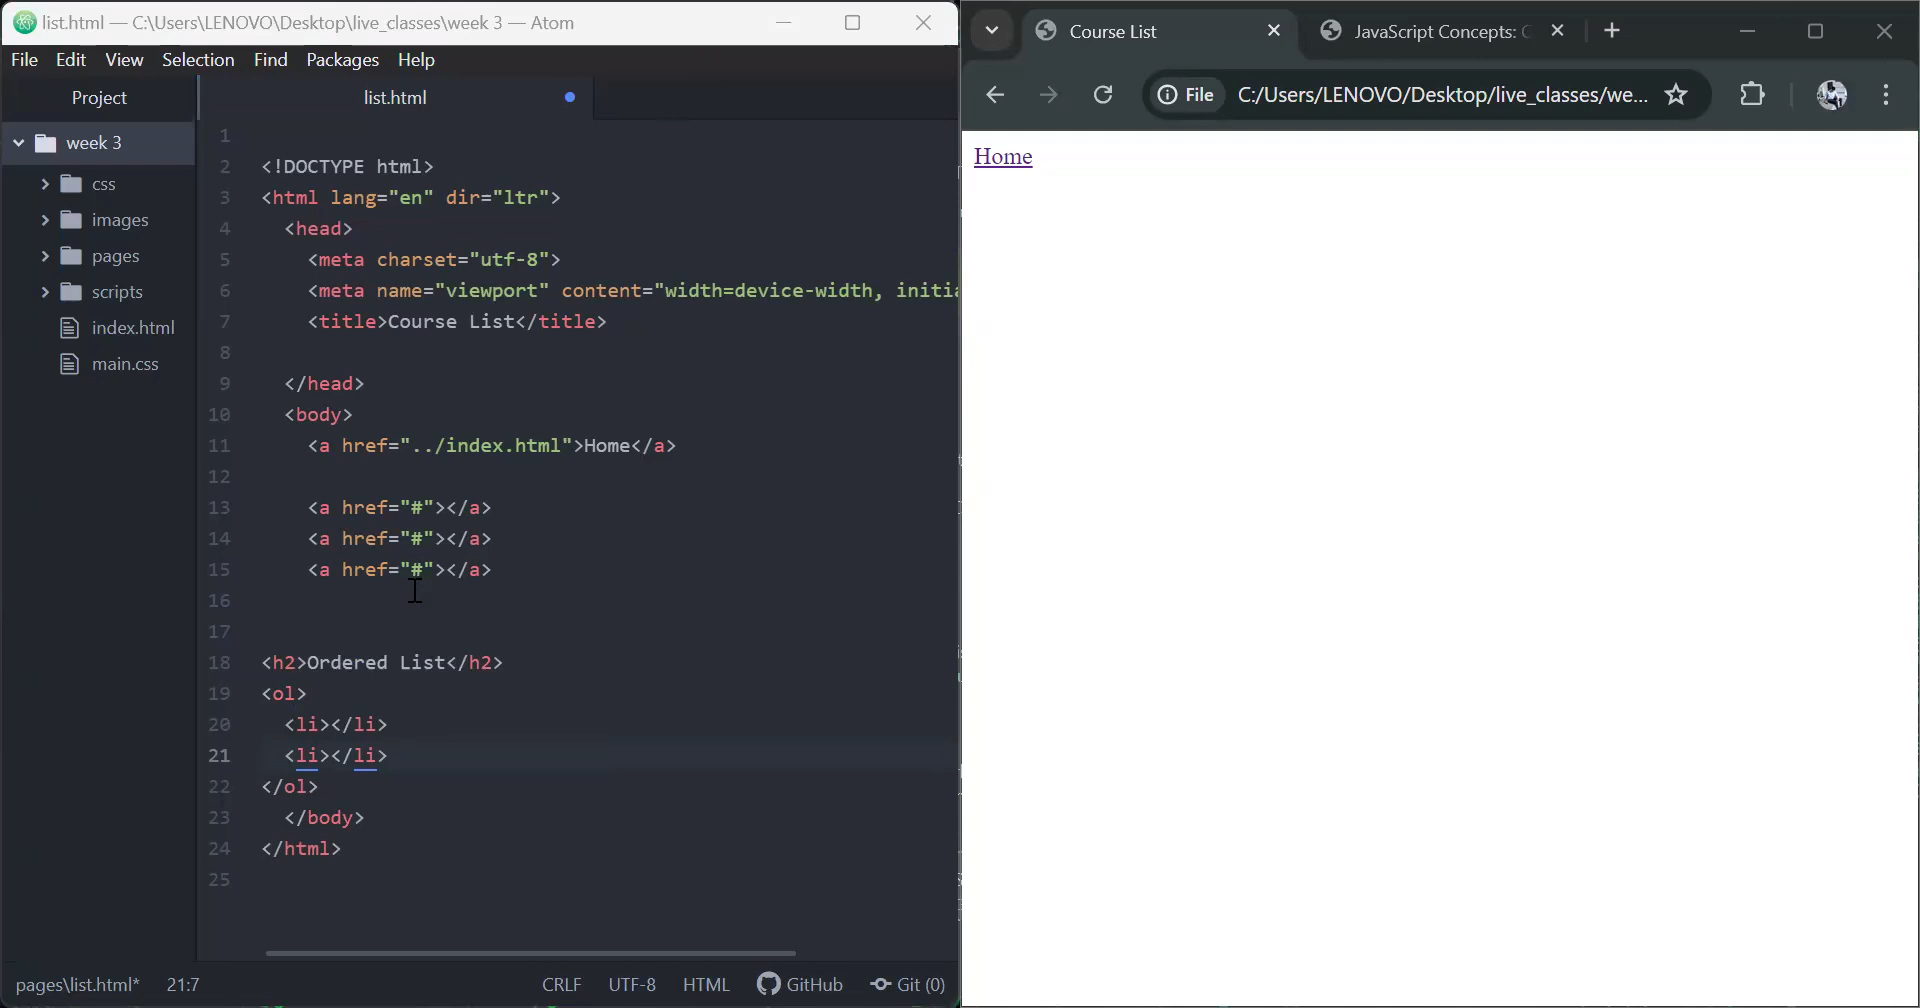 list.html — C:\Users\LENOVO\Desktop\live_classes\week 3 — Atom
File Edit View Selection Find Packages Help
Project
list.html
week 3
css
images
pages
scripts
index.html
main.css
1
2 <!DOCTYPE html>
3 <html lang="en" dir="ltr">
4 <head>
5 <meta charset="utf-8">
6 <meta name="viewport" content="width=device-width, initia
7 <title>Course List</title>
8
9 </head>
10 <body>
11 <a href="../index.html">Home</a>
12
13 <a href="#"></a>
14 <a href="#"></a>
15 <a href="#"></a>
16
17
18 <h2>Ordered List</h2>
19 <ol>
20 <li></li>
21 <li></li>
22 </ol>
23 </body>
24 </html>
25
pages\list.html* 21:7 CRLF UTF-8 HTML GitHub Git (0)
Course List
JavaScript Concepts:
File C:/Users/LENOVO/Desktop/live_classes/we...
Home